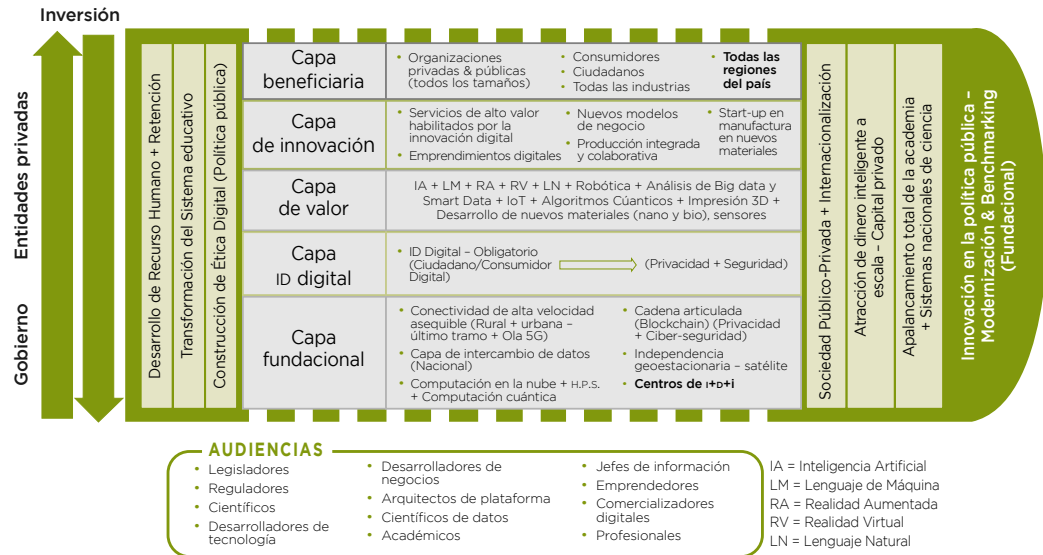 Inversión
Entidades privadas
Gobierno
Desarrollo de Recurso Humano + Retención
Transformación del Sistema educativo
Construcción de Ética Digital (Política pública)
Capa
beneficiaria
• Organizaciones
privadas & públicas
(todos los tamaños)
• Consumidores
• Ciudadanos
• Todas las industrias
• Todas las
regiones
del país
Capa
de innovación
• Servicios de alto valor
habilitados por la
innovación digital
• Emprendimientos digitales
• Nuevos modelos
de negocio
• Producción integrada
y colaborativa
• Start-up en
manufactura
en nuevos
materiales
Capa
de valor
IA + LM + RA + RV + LN + Robótica + Análisis de Big data y
Smart Data + IoT + Algoritmos Cúanticos + Impresión 3D +
+ Desarrollo de nuevos materiales (nano y bio), sensores
Capa
ID digital
• ID Digital – Obligatorio
(Ciudadano/Consumidor
Digital)
(Privacidad + Seguridad)
Capa
fundacional
• Conectividad de alta velocidad
asequible (Rural + urbana –
último tramo + Ola 5G)
• Capa de intercambio de datos
(Nacional)
• Computación en la nube + H.P.S.
+ Computación cuántica
• Cadena articulada
(Blockchain) (Privacidad
+ Ciber-seguridad)
• Independencia
geoestacionaria – satélite
• Centros de I+D+i
Sociedad Público-Privada + Internacionalización
Atracción de dinero inteligente a
escala – Capital privado
Apalancamiento total de la academia
+ Sistemas nacionales de ciencia
Innovación en la política pública –
Modernización & Benchmarking
(Fundacional)
AUDIENCIAS
• Legisladores
• Reguladores
• Científicos
• Desarrolladores de
tecnología
• Desarrolladores de
negocios
• Arquitectos de plataforma
• Científicos de datos
• Académicos
• Jefes de información
• Emprendedores
• Comercializadores
digitales
• Profesionales
IA = Inteligencia Artificial
LM = Lenguaje de Máquina
RA = Realidad Aumentada
RV = Realidad Virtual
LN = Lenguaje Natural